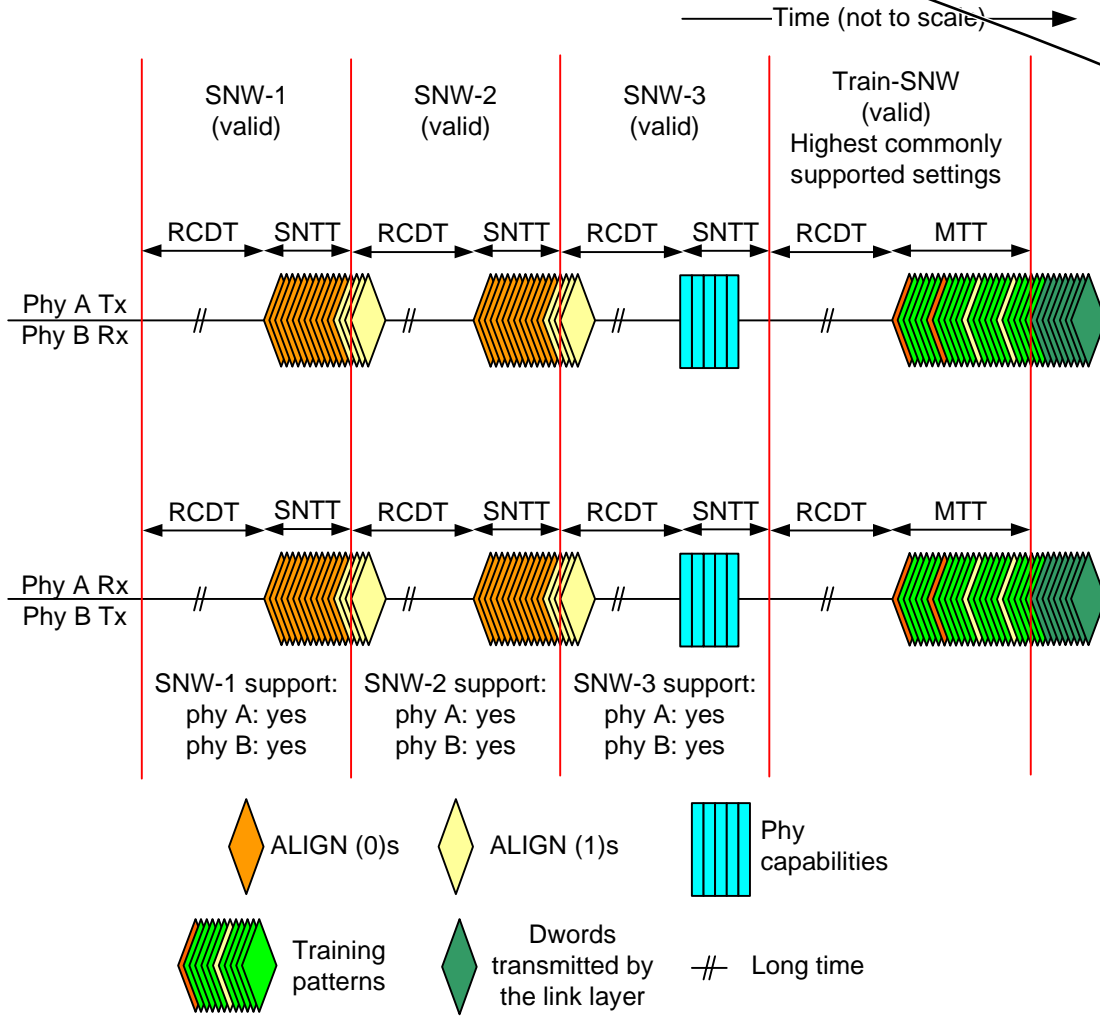 Time (not to scale)
SNW-1
(valid)
SNW-2
(valid)
SNW-3
(valid)
Train-SNW
(valid)
Highest commonly
supported settings
RCDT SNTT RCDT SNTT RCDT SNTT RCDT MTT
Phy A Tx
Phy B Rx
RCDT SNTT RCDT SNTT RCDT SNTT RCDT MTT
Phy A Rx
Phy B Tx
SNW-1 support:
phy A: yes
phy B: yes
SNW-2 support:
phy A: yes
phy B: yes
SNW-3 support:
phy A: yes
phy B: yes
ALIGN (0)s
ALIGN (1)s
Phy
capabilities
Training
patterns
Dwords
transmitted by
the link layer
Long time